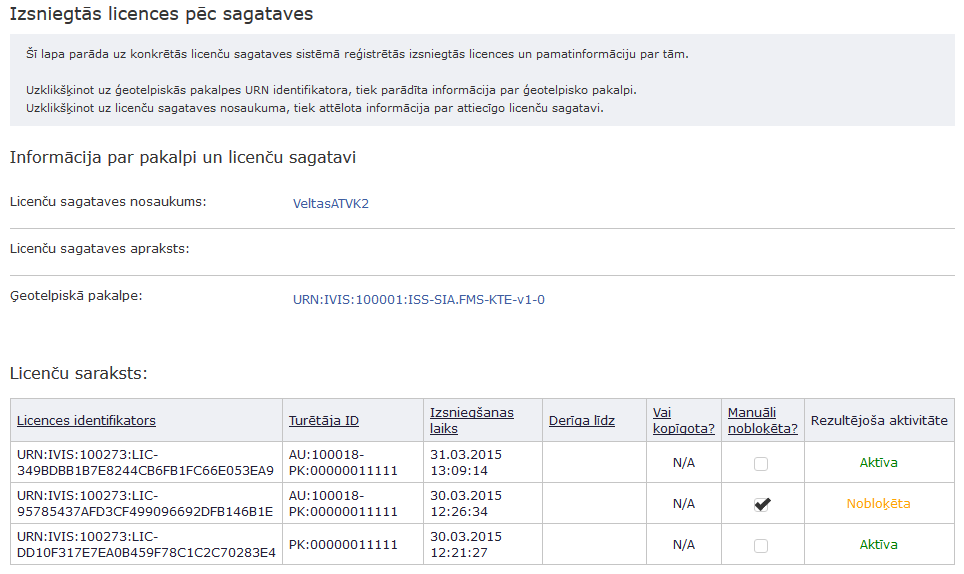 Izsniegtās licences pēc sagataves
Šī lapa parāda uz konkrētās licenču sagataves sistēmā reģistrētās izsniegtās licences un pamatinformāciju par tām.
Uzklikšķinot uz ģeotelpiskās pakalpes URN identifikatora, tiek parādīta informācija par ģeotelpisko pakalpi.
Uzklikšķinot uz licenču sagataves nosaukuma, tiek attēlota informācija par attiecīgo licenču sagatavi.
Informācija par pakalpi un licenču sagatavi
Licenču sagataves nosaukums: VeltasATVK2
Licenču sagataves apraksts:
Ģeotelpiskā pakalpe: URN:IVIS:100001:ISS-SIA.FMS-KTE-v1-0
Licenču saraksts:
Licences identifikators Turētāja ID Izsniegšanas laiks Derīga līdz Vai kopīgota? Manuāli nobloķēta? Rezultējoša aktivitāte
URN:IVIS:100273:LIC- AU:100018- 31.03.2015
349BDBB1B7E8244CB6FB1FC66E053EA9 PK:00000011111 13:09:14 N/A Aktīva
URN:IVIS:100273:LIC- AU:100018- 30.03.2015
95785437AFD3CF499096692DFB146B1E PK:00000011111 12:26:34 N/A Nobloķēta
URN:IVIS:100273:LIC- 30.03.2015
DD10F317E7EA0B459F78C1C2C70283E4 PK:00000011111 12:21:27 N/A Aktīva